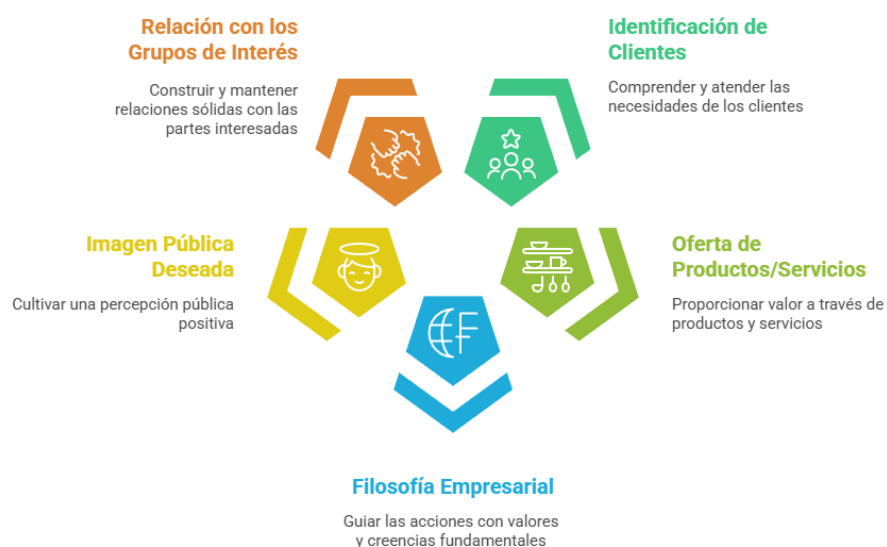 Relación con los
Grupos de Interés
Construir y mantener
relaciones sólidas con las
partes interesadas
Identificación de
Clientes
Comprender y atender las
necesidades de los clientes
Imagen Pública
Deseada
Cultivar una percepción pública
positiva
Oferta de
Productos/Servicios
Proporcionar valor a través de
productos y servicios
F
Filosofía Empresarial
Guiar las acciones con valores
y creencias fundamentales